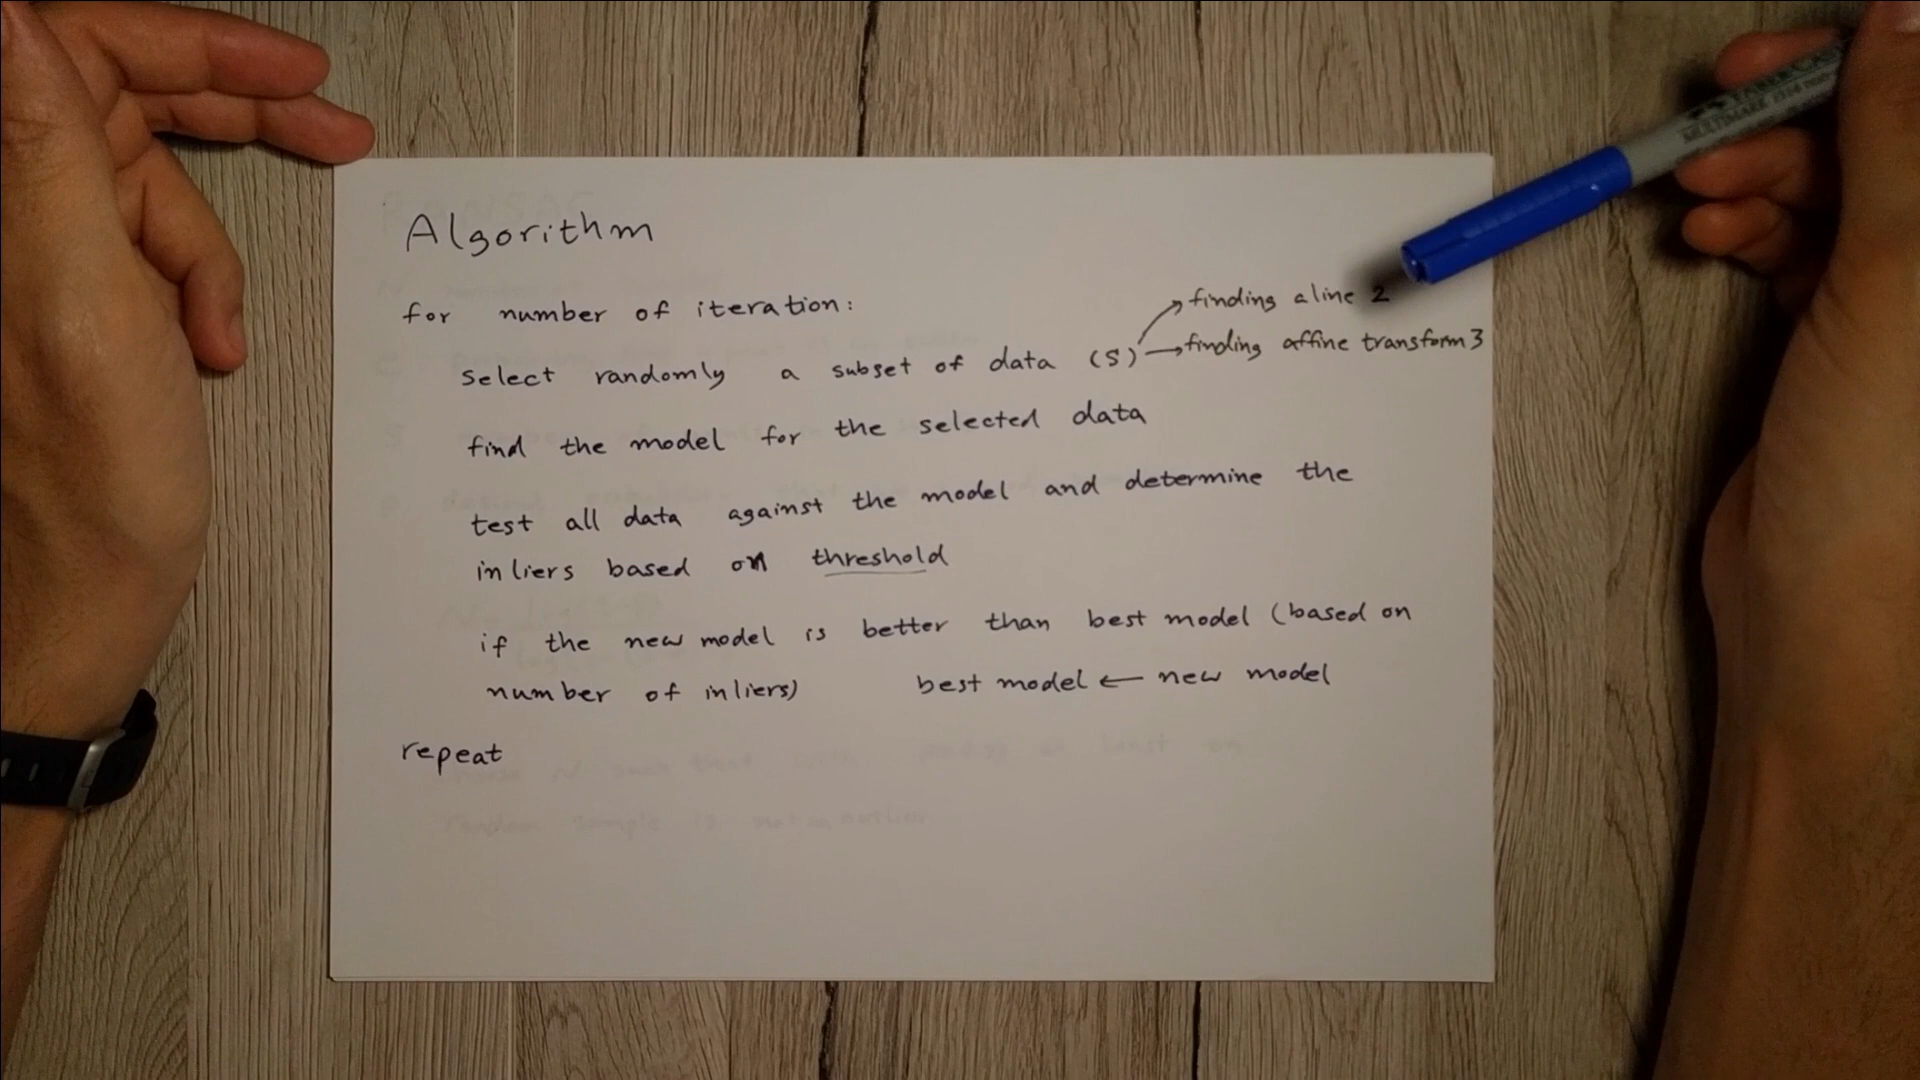 Algorithm
for number of iteration:
select randomly a subset of data (S)
finding a line 2
finding affine transform 3
find the model for the selected data
test all data against the model and determine the
inliers based on threshold
if the new model is better than best model (based on
number of inliers) best model ← new model
repeat